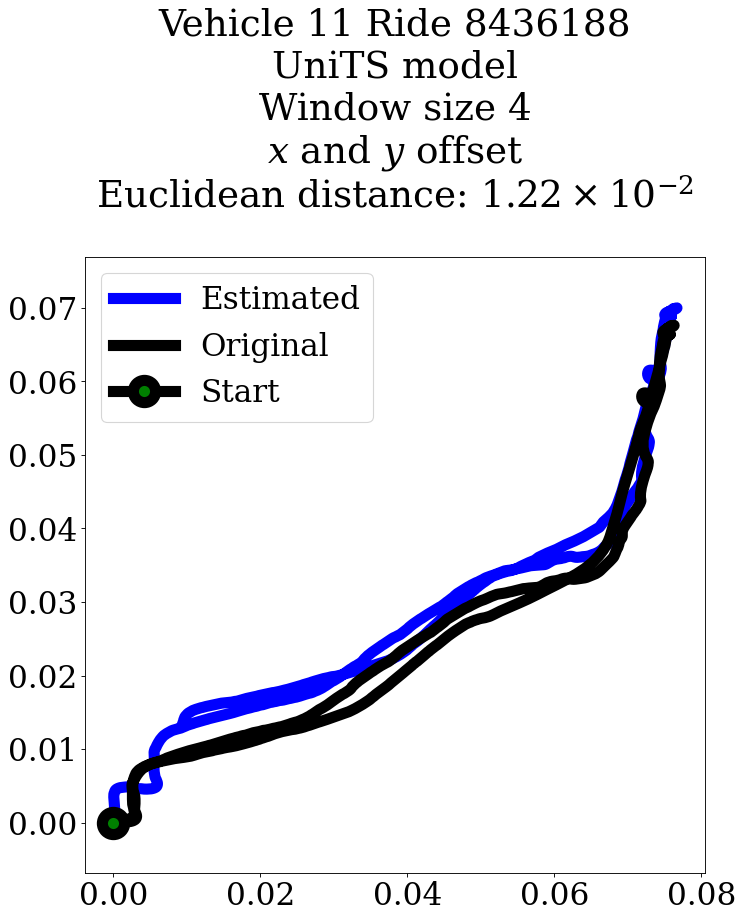 Vehicle 11 Ride 8436188
UniTS model
Window size 4
x and y offset
Euclidean distance: 1.22 × 10⁻²
Estimated
Original
Start
0.07
0.06
0.05
0.04
0.03
0.02
0.01
0.00
0.00 0.02 0.04 0.06 0.08